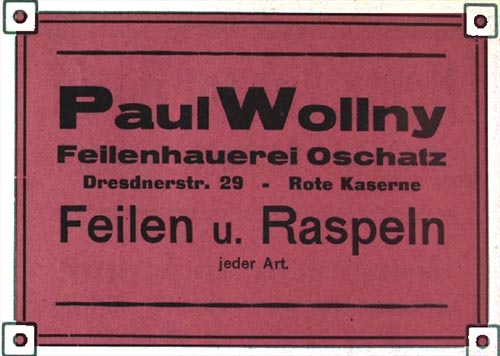 Paul Wollny
Feilenhauerei Oschatz
Dresdnerstr. 29 - Rote Kaserne
Feilen u. Raspeln
jeder Art.